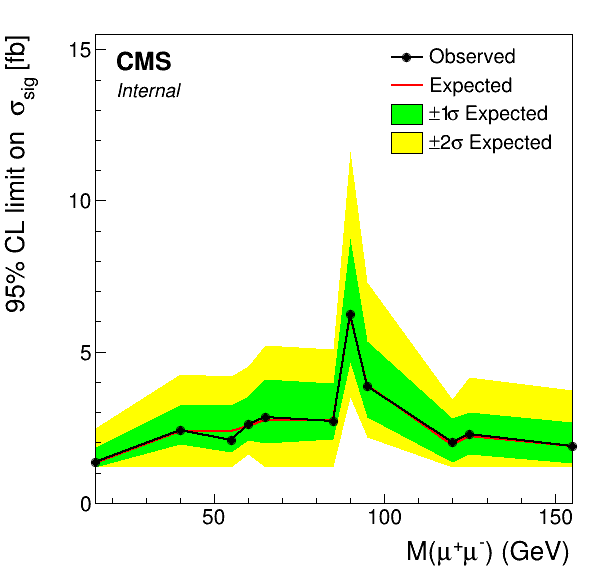 CMS
Internal
Observed
Expected
±1σ Expected
±2σ Expected
95% CL limit on σsig [fb]
15
10
5
0
50
100
150
M(μ+μ-) (GeV)